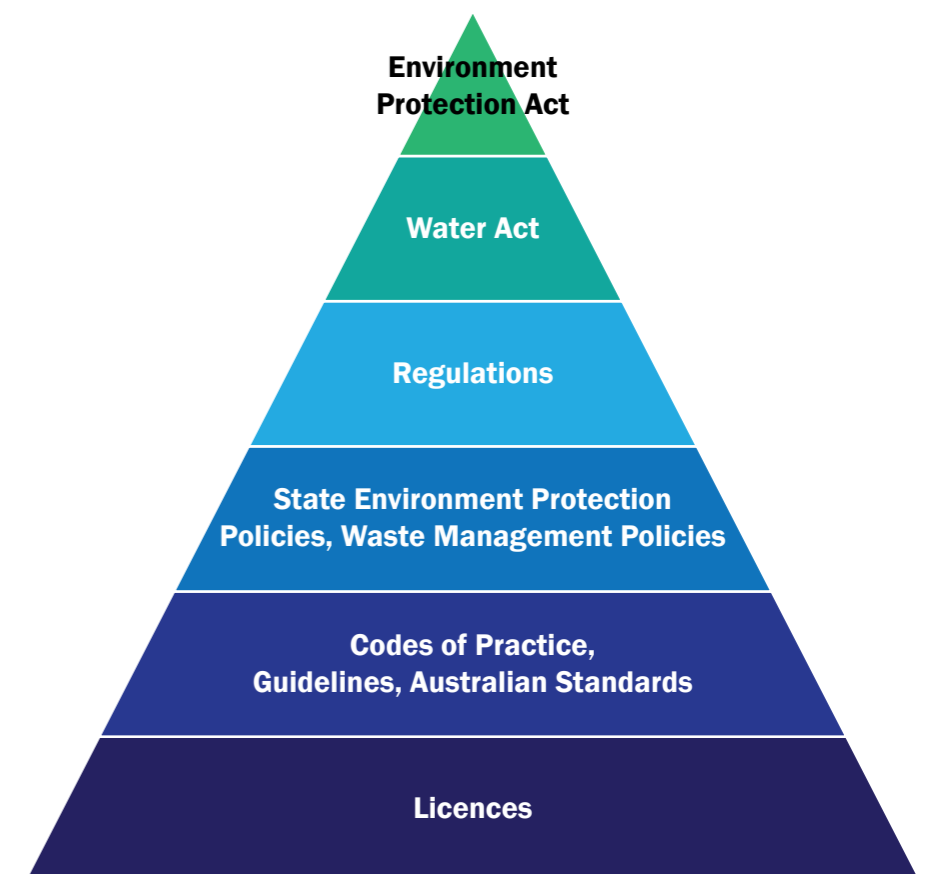 Environment
Protection Act
Water Act
Regulations
State Environment Protection
Policies, Waste Management Policies
Codes of Practice,
Guidelines, Australian Standards
Licences